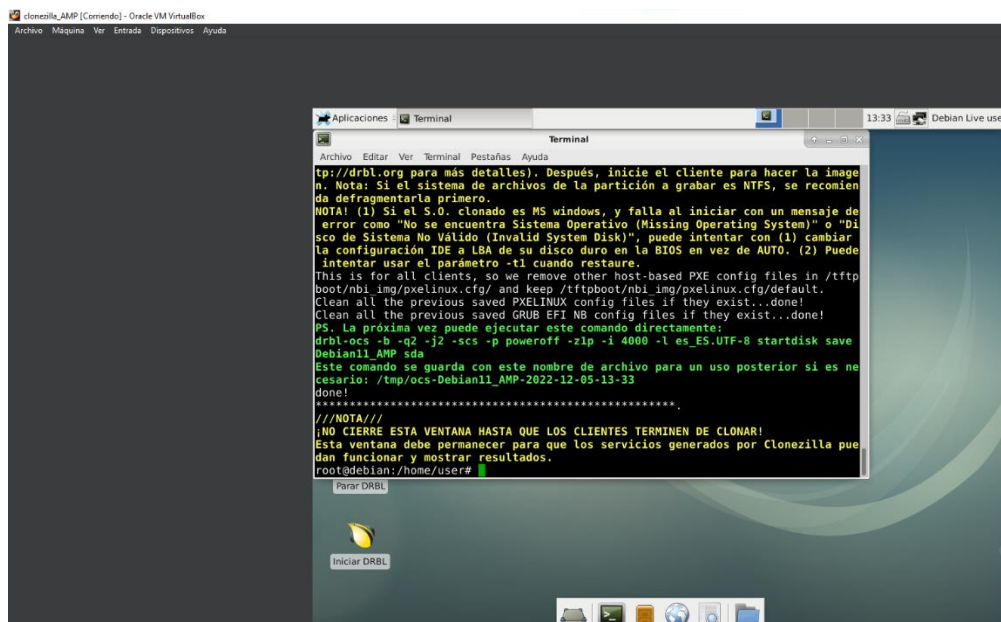 clonezilla_AMP [Corriendo] - Oracle VM VirtualBox
Archivo Máquina Ver Entrada Dispositivos Ayuda
Aplicaciones Terminal 13:33 Debian Live use
Terminal
Archivo Editar Ver Terminal Pestañas Ayuda
tp://drbl.org para más detalles). Después, inicie el cliente para hacer la image
n. Nota: Si el sistema de archivos de la partición a grabar es NTFS, se recomien
da defragmentarla primero.
NOTA! (1) Si el S.O. clonado es MS windows, y falla al iniciar con un mensaje de
error como "No se encuentra Sistema Operativo (Missing Operating System)" o "Di
sco de Sistema No Válido (Invalid System Disk)", puede intentar con (1) cambiar
la configuración IDE a LBA de su disco duro en la BIOS en vez de AUTO. (2) Puede
intentar usar el parámetro -t1 cuando restaure.
This is for all clients, so we remove other host-based PXE config files in /tftp
boot/nbi_img/pxelinux.cfg/ and keep /tftpboot/nbi_img/pxelinux.cfg/default.
Clean all the previous saved PXELINUX config files if they exist...done!
Clean all the previous saved GRUB EFI NB config files if they exist...done!
PS. La próxima vez puede ejecutar este comando directamente:
drbl-ocs -b -q2 -j2 -scs -p poweroff -z1p -i 4000 -l es_ES.UTF-8 startdisk save
Debian11_AMP sda
Este comando se guarda con este nombre de archivo para un uso posterior si es ne
cesario: /tmp/ocs-Debian11_AMP-2022-12-05-13-33
done!
******************************************************.
///NOTA///
¡NO CIERRE ESTA VENTANA HASTA QUE LOS CLIENTES TERMINEN DE CLONAR!
Esta ventana debe permanecer para que los servicios generados por Clonezilla pue
dan funcionar y mostrar resultados.
root@debian:/home/user#
Parar DRBL
Iniciar DRBL